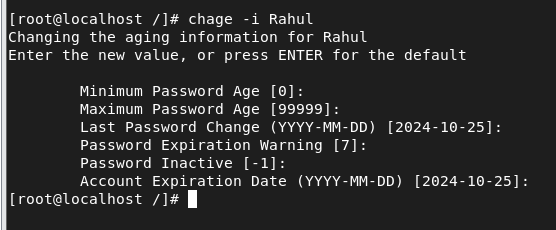 [root@localhost /]# chage -i Rahul
Changing the aging information for Rahul
Enter the new value, or press ENTER for the default
Minimum Password Age [0]:
Maximum Password Age [99999]:
Last Password Change (YYYY-MM-DD) [2024-10-25]:
Password Expiration Warning [7]:
Password Inactive [-1]:
Account Expiration Date (YYYY-MM-DD) [2024-10-25]:
[root@localhost /]#